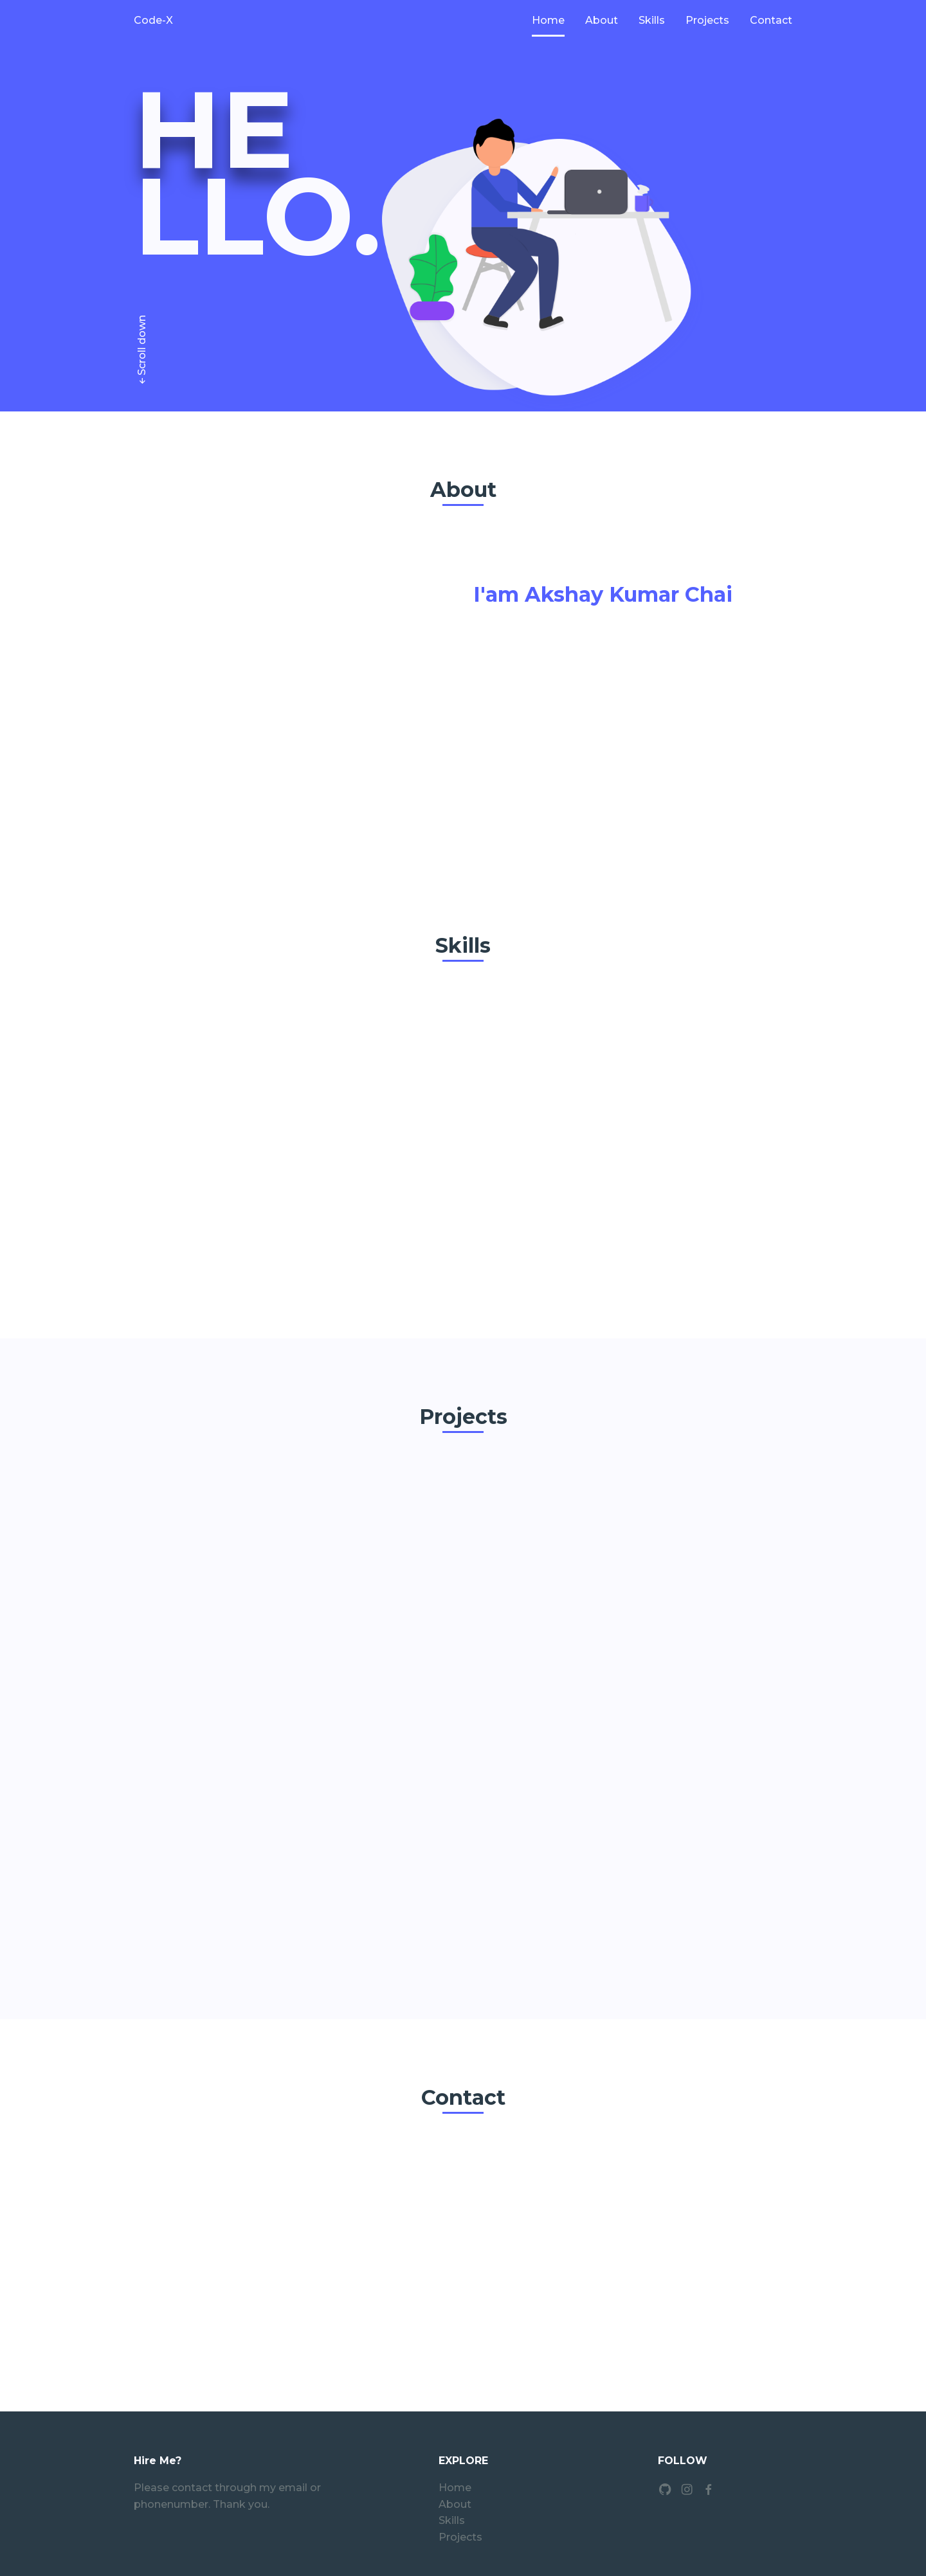 Code-X
Home About Skills Projects Contact
HE
LLO.
← Scroll down
About
I'am Akshay Kumar Chai
Skills
Projects
Contact
Hire Me?
Please contact through my email or
phonenumber. Thank you.
EXPLORE
Home
About
Skills
Projects
FOLLOW